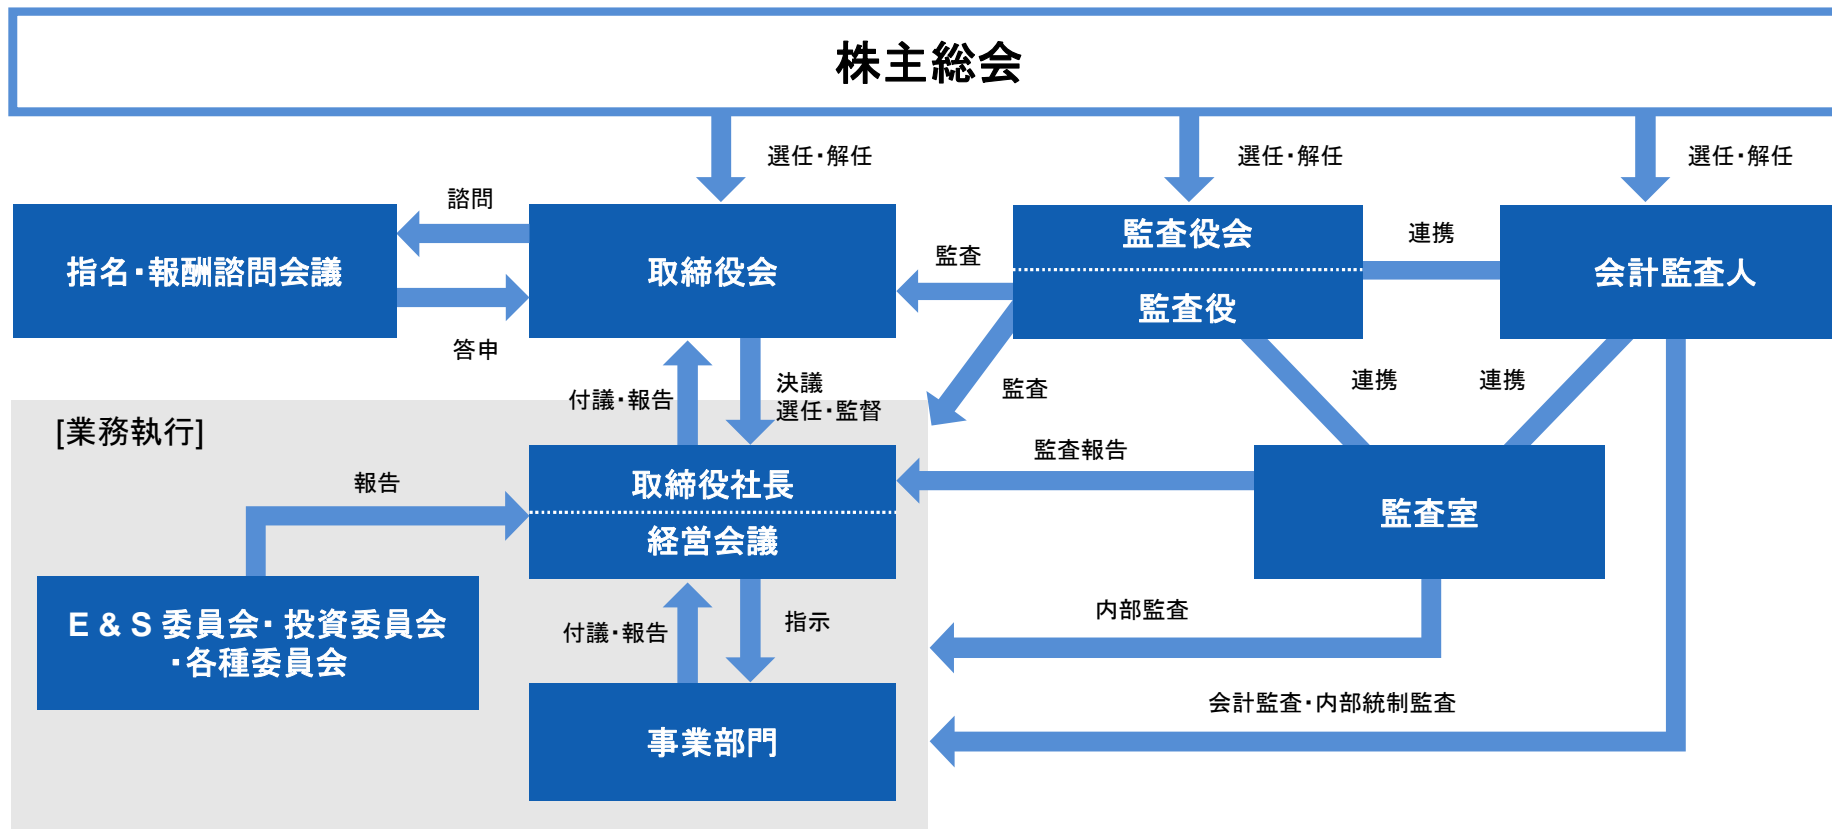 株主総会
選任・解任
選任・解任
選任・解任
諮問
指名・報酬諮問会議
取締役会
監査
監査役会
監査役
連携
会計監査人
答申
付議・報告
決議
選任・監督
監査
連携
連携
[業務執行]
報告
取締役社長
経営会議
監査報告
監査室
E & S 委員会・投資委員会
・各種委員会
付議・報告
指示
内部監査
事業部門
会計監査・内部統制監査